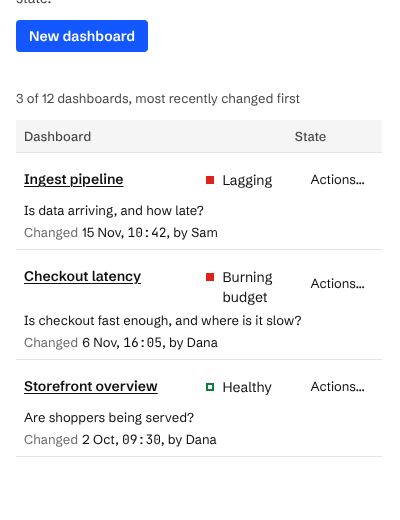 state.
New dashboard
3 of 12 dashboards, most recently changed first
Dashboard State
Ingest pipeline Lagging Actions...
Is data arriving, and how late?
Changed 15 Nov, 10:42, by Sam
Checkout latency Burning budget Actions...
Is checkout fast enough, and where is it slow?
Changed 6 Nov, 16:05, by Dana
Storefront overview Healthy Actions...
Are shoppers being served?
Changed 2 Oct, 09:30, by Dana